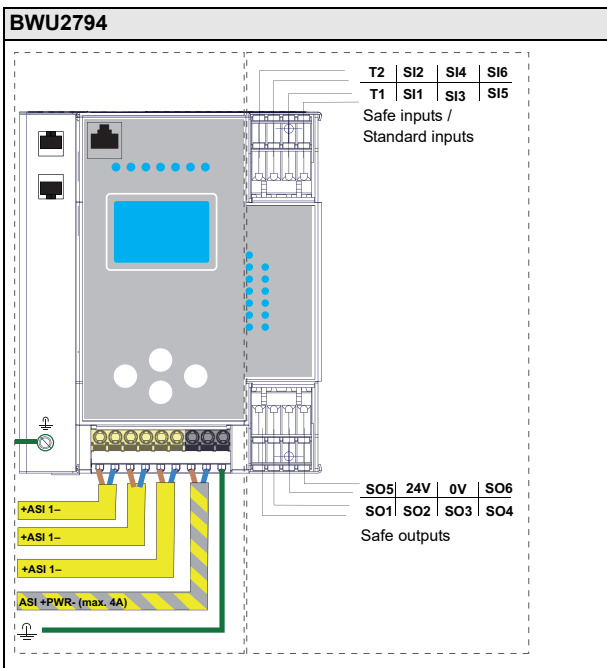 BWU2794
T2 SI2 SI4 SI6
T1 SI1 SI3 SI5
Safe inputs /
Standard inputs
SO5 24V 0V SO6
SO1 SO2 SO3 SO4
Safe outputs
+ASI 1–
+ASI 1–
+ASI 1–
ASI +PWR- (max. 4A)